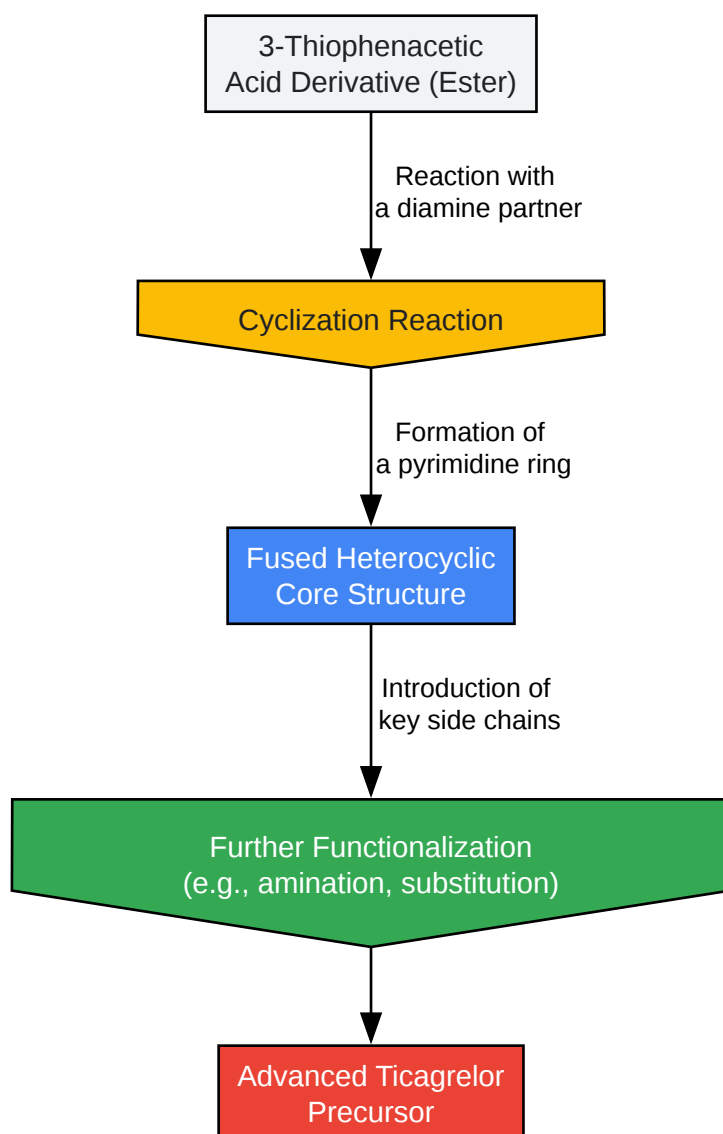 3-Thiophenacetic
Acid Derivative (Ester)
Reaction with
a diamine partner
Cyclization Reaction
Formation of
a pyrimidine ring
Fused Heterocyclic
Core Structure
Introduction of
key side chains
Further Functionalization
(e.g., amination, substitution)
Advanced Ticagrelor
Precursor